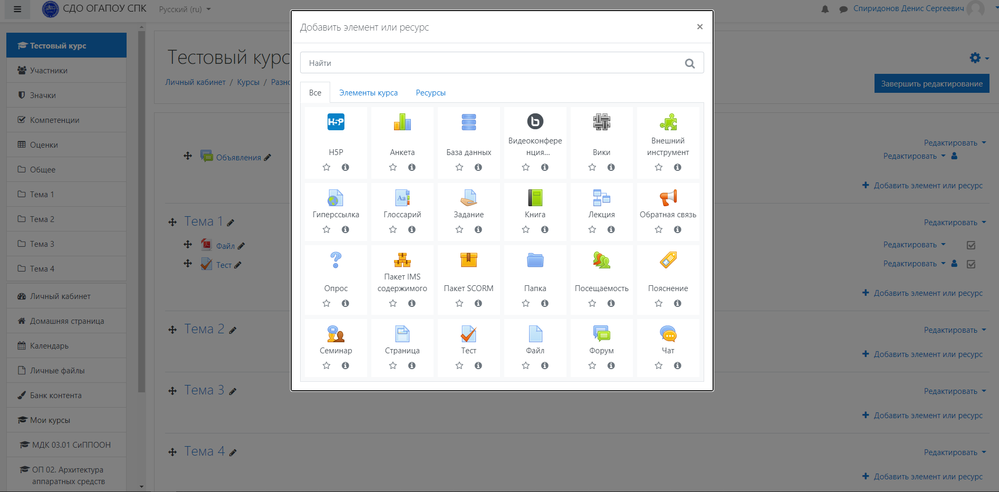 СДО ОГАПОУ СПК
Русский (ru)
Спиридонов Денис Сергеевич
Тестовый курс
Участники
Значки
Компетенции
Оценки
Общее
Тема 1
Тема 2
Тема 3
Тема 4
Личный кабинет
Домашняя страница
Календарь
Личные файлы
Банк контента
Мои курсы
МДК 03.01 СиППООН
ОП 02. Архитектура
аппаратных средств
Тестовый курс
Личный кабинет / Курсы / Разно
Завершить редактирование
Объявления
Редактировать
Редактировать
Добавить элемент или ресурс
Тема 1
Редактировать
Файл
Редактировать
Тест
Редактировать
Добавить элемент или ресурс
Тема 2
Редактировать
Добавить элемент или ресурс
Тема 3
Редактировать
Добавить элемент или ресурс
Тема 4
Редактировать
Добавить элемент или ресурс
Добавить элемент или ресурс
×
Найти
Все
Элементы курса
Ресурсы
H5P
H5P
Анкета
База данных
Видеоконфере
нция...
Вики
Внешний
инструмент
Гиперссылка
Aa
Глоссарий
Задание
Книга
Лекция
Обратная связь
Опрос
Пакет IMS
содержимого
Пакет SCORM
Папка
Посещаемость
Пояснение
Семинар
Страница
Тест
Файл
Форум
Чат